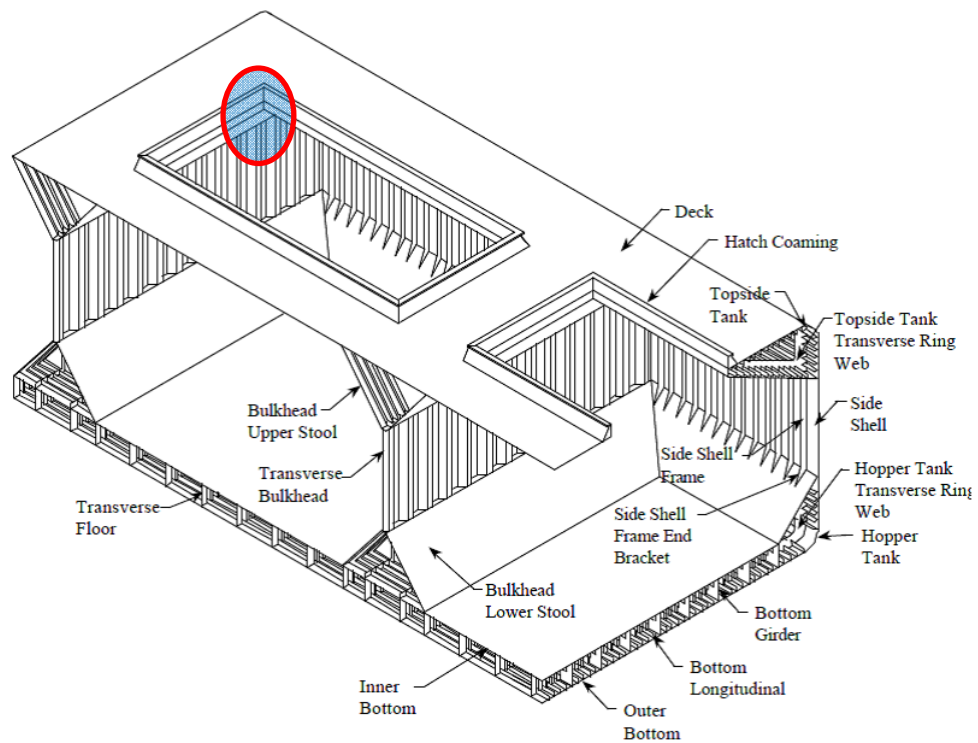 Deck
Hatch Coaming
Topside
Tank
Topside Tank
Transverse Ring
Web
Side
Shell
Bulkhead
Upper Stool
Side Shell
Frame
Transverse
Bulkhead
Hopper Tank
Transverse Ring
Web
Transverse
Floor
Side Shell
Frame End
Bracket
Hopper
Tank
Bulkhead
Lower Stool
Bottom
Girder
Inner
Bottom
Bottom
Longitudinal
Outer
Bottom